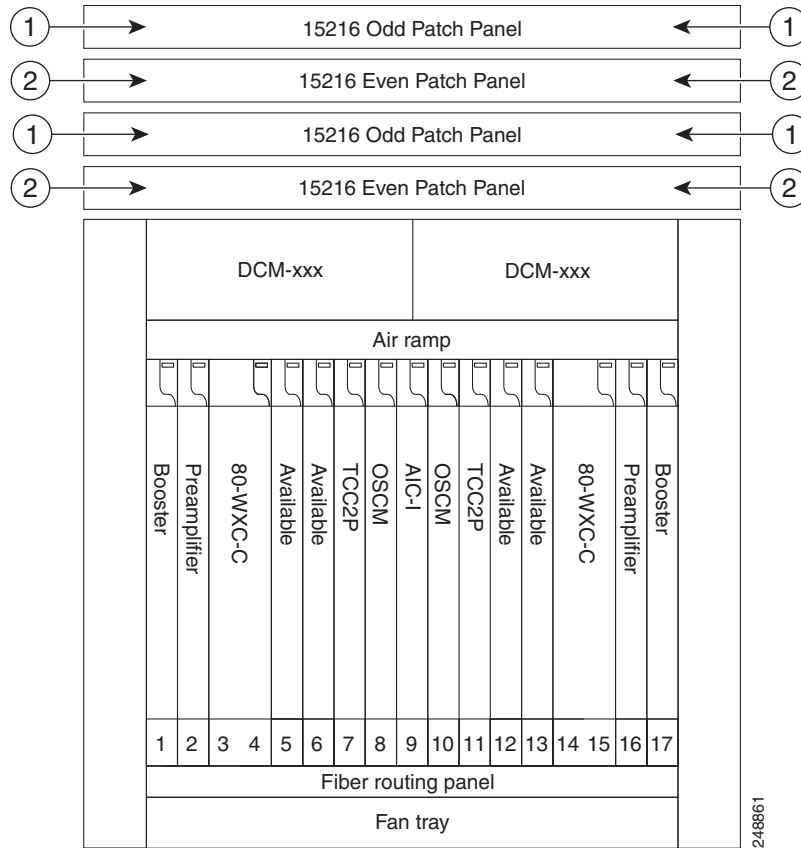 1 15216 Odd Patch Panel 1
2 15216 Even Patch Panel 2
1 15216 Odd Patch Panel 1
2 15216 Even Patch Panel 2
DCM-xxx DCM-xxx
Air ramp
Booster
Preamplifier
80-WXC-C
Available
Available
TCC2P
OSCM
AIC-I
OSCM
TCC2P
Available
Available
80-WXC-C
Preamplifier
Booster
1 2 3 4 5 6 7 8 9 10 11 12 13 14 15 16 17
Fiber routing panel
Fan tray
248861